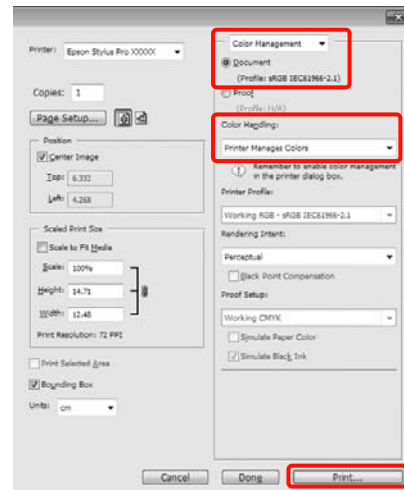 Printer: Epson Stylus Pro XXXXX
Copies: 1
Page Setup...
Position
Center Image
Top: 6.332
Left: 4.268
Scaled Print Size
Scale to Fit Media
Scale: 100%
Height: 14.71
Width: 12.48
Print Resolution: 72 PPI
Print Selected Area
Bounding Box
Units: cm
Color Management
Document
(Profile: sRGB IEC61966-2.1)
Proof
(Profile: N/A)
Color Handling:
Printer Manages Colors
Remember to enable color management
in the printer dialog box.
Printer Profile:
Working RGB - sRGB IEC61966-2.1
Rendering Intent:
Perceptual
Black Point Compensation
Proof Setup:
Working CMYK
Simulate Paper Color
Simulate Black Ink
Cancel
Done
Print...